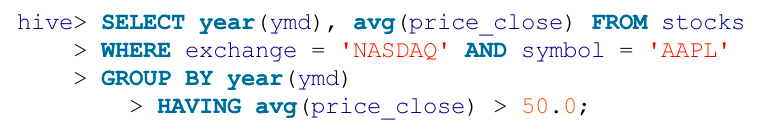 hive> SELECT year(ymd), avg(price_close) FROM stocks
> WHERE exchange = 'NASDAQ' AND symbol = 'AAPL'
> GROUP BY year(ymd)
> HAVING avg(price_close) > 50.0;